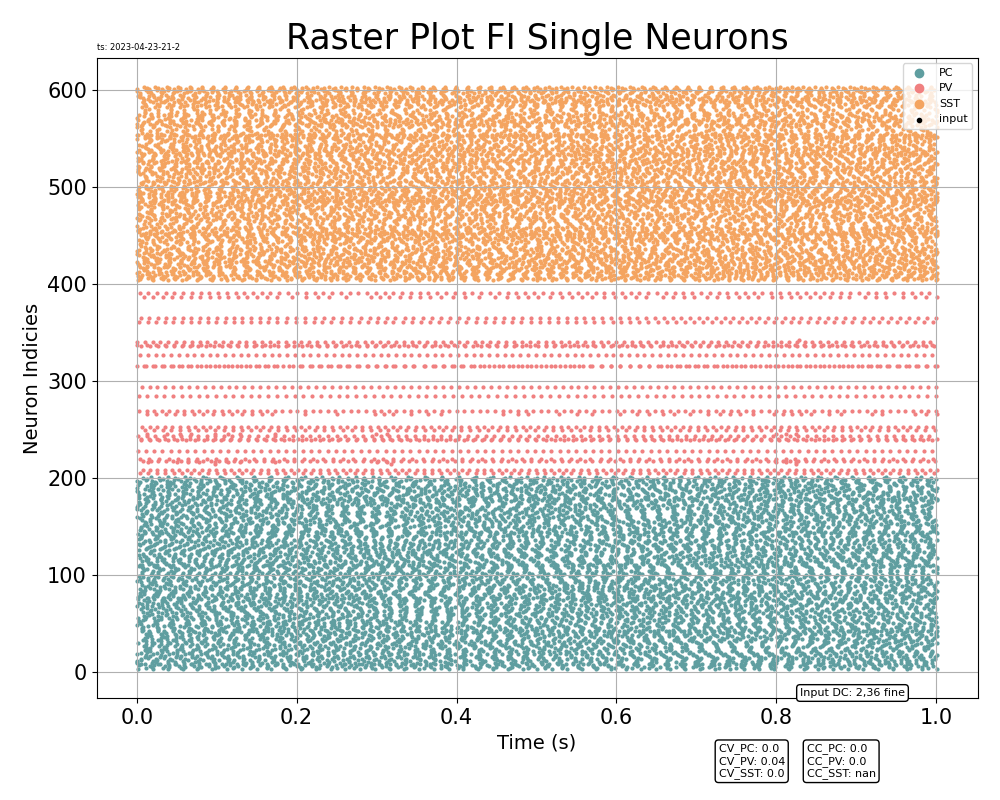 Raster Plot FI Single Neurons
ts: 2023-04-23-21-2
PC
PV
SST
input
600
500
400
300
200
100
0
Neuron Indicies
0.0 0.2 0.4 0.6 0.8 1.0
Time (s)
Input DC: 2,36 fine
CV_PC: 0.0
CV_PV: 0.04
CV_SST: 0.0
CC_PC: 0.0
CC_PV: 0.0
CC_SST: nan